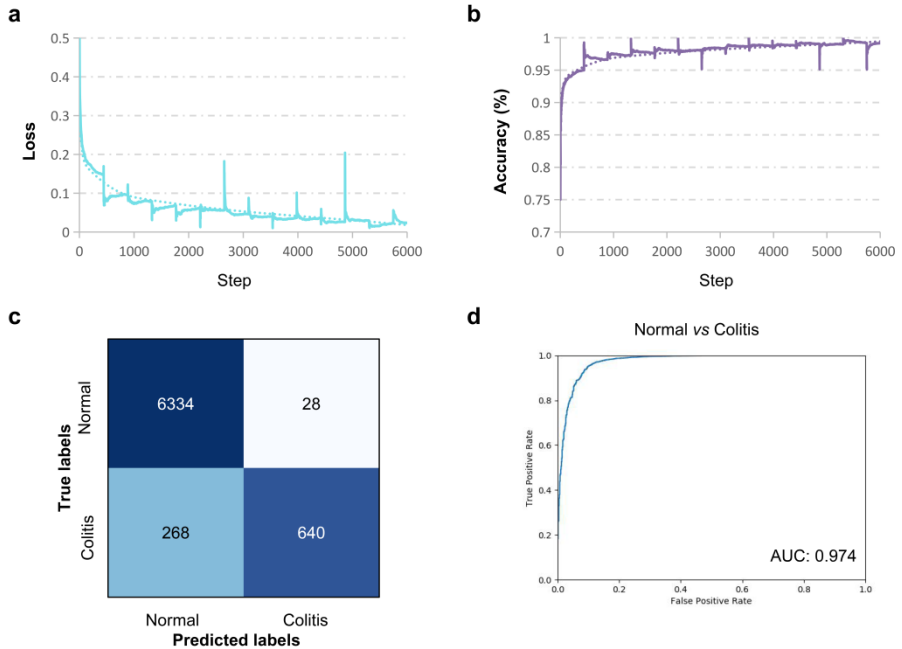 a
0.5
0.4
0.3
0.2
0.1
0
Loss
0 1000 2000 3000 4000 5000 6000
Step
b
1
0.95
0.9
0.85
0.8
0.75
0.7
Accuracy (%)
0 1000 2000 3000 4000 5000 6000
Step
c
True labels
Normal
Colitis
6334 28
268 640
Normal Colitis
Predicted labels
d
Normal vs Colitis
1.0
0.8
0.6
0.4
0.2
0.0
True Positive Rate
AUC: 0.974
0.0 0.2 0.4 0.6 0.8 1.0
False Positive Rate